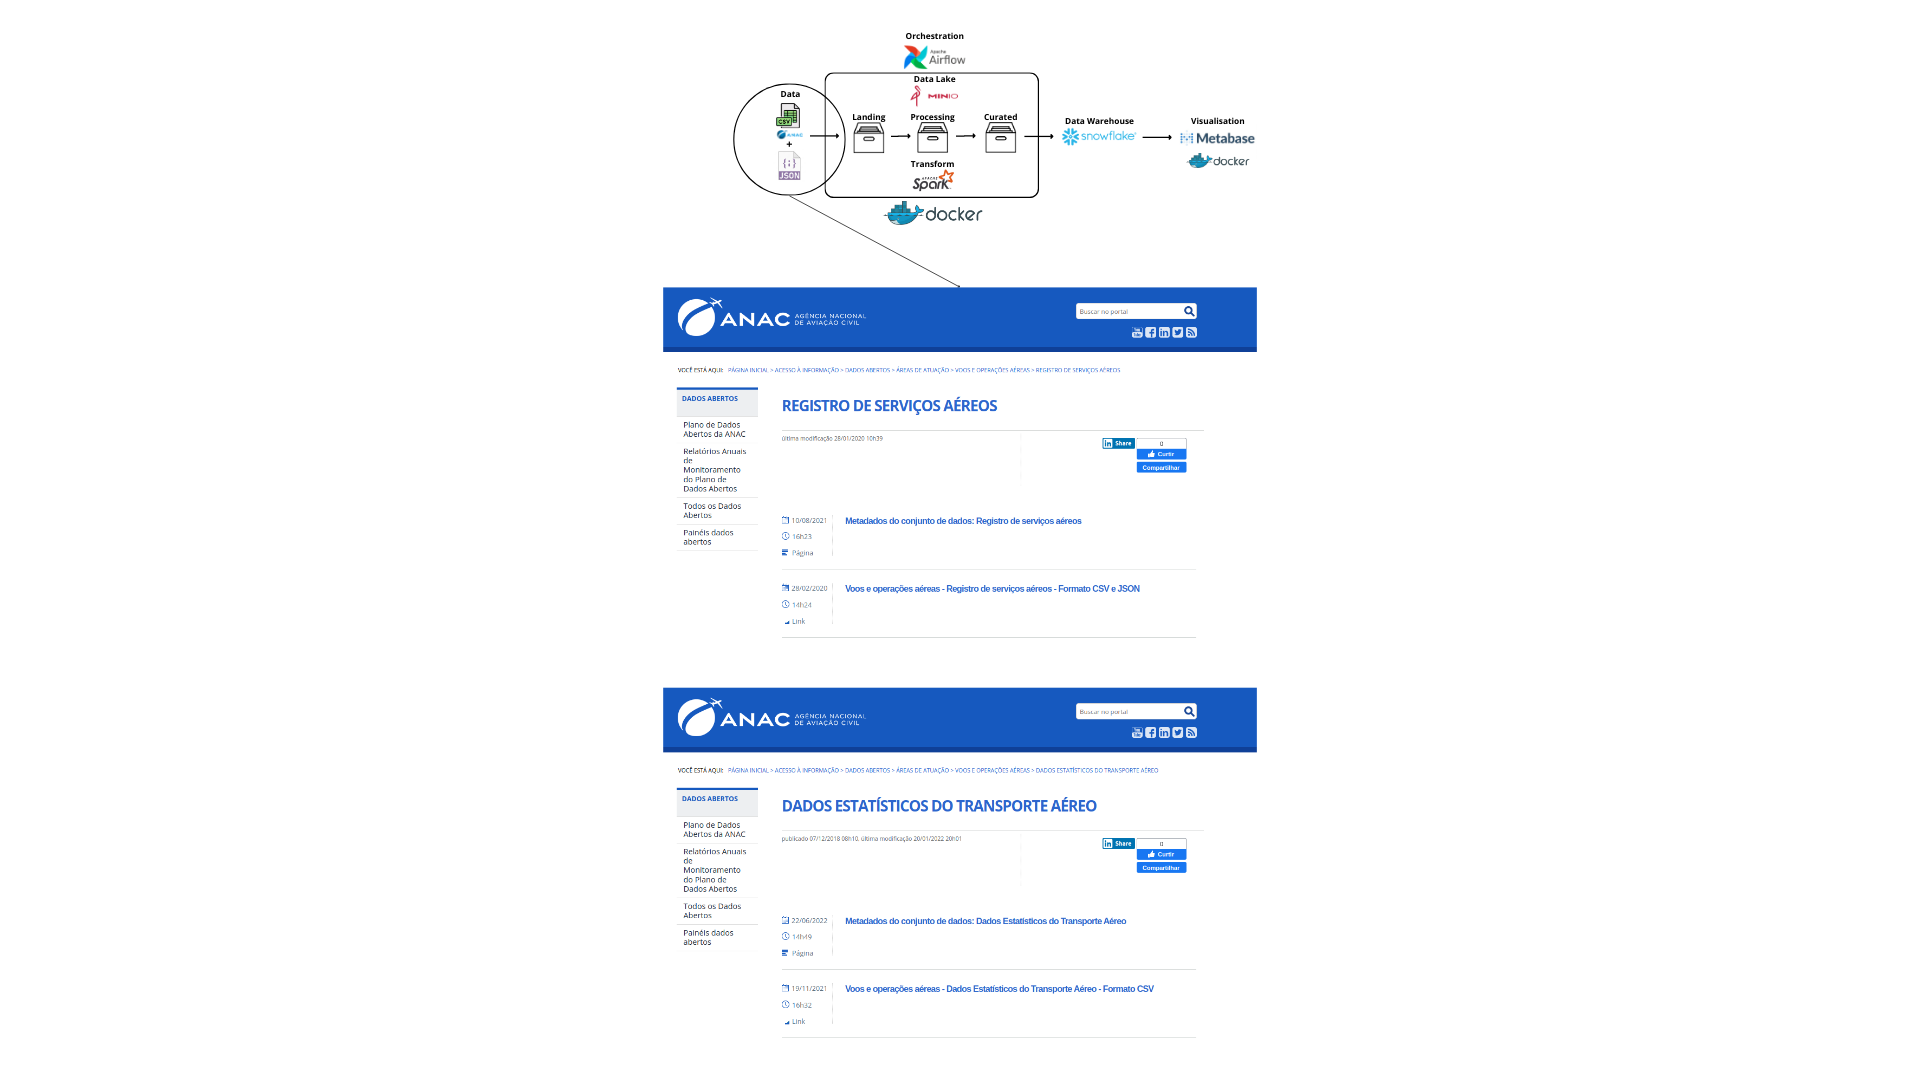 Orchestration
Apache
Airflow
Data Lake
MINIO
Data
CSV
ANAC
+
JSON
Landing
Processing
Curated
Transform
APACHE
Spark
docker
Data Warehouse
snowflake
Visualisation
Metabase
docker
ANAC
AGÊNCIA NACIONAL
DE AVIAÇÃO CIVIL
Buscar no portal
VOCÊ ESTÁ AQUI: PÁGINA INICIAL > ACESSO À INFORMAÇÃO > DADOS ABERTOS > ÁREAS DE ATUAÇÃO > VOOS E OPERAÇÕES AÉREAS > REGISTRO DE SERVIÇOS AÉREOS
DADOS ABERTOS
Plano de Dados
Abertos da ANAC
Relatórios Anuais
de
Monitoramento
do Plano de
Dados Abertos
Todos os Dados
Abertos
Painéis dados
abertos
REGISTRO DE SERVIÇOS AÉREOS
última modificação 28/01/2020 10h39
Share
0
Curtir
Compartilhar
10/08/2021
16h23
Página
Metadados do conjunto de dados: Registro de serviços aéreos
28/02/2020
14h24
Link
Voos e operações aéreas - Registro de serviços aéreos - Formato CSV e JSON
ANAC
AGÊNCIA NACIONAL
DE AVIAÇÃO CIVIL
Buscar no portal
VOCÊ ESTÁ AQUI: PÁGINA INICIAL > ACESSO À INFORMAÇÃO > DADOS ABERTOS > ÁREAS DE ATUAÇÃO > VOOS E OPERAÇÕES AÉREAS > DADOS ESTATÍSTICOS DO TRANSPORTE AÉREO
DADOS ABERTOS
Plano de Dados
Abertos da ANAC
Relatórios Anuais
de
Monitoramento
do Plano de
Dados Abertos
Todos os Dados
Abertos
Painéis dados
abertos
DADOS ESTATÍSTICOS DO TRANSPORTE AÉREO
publicado 07/12/2018 08h10, última modificação 20/01/2022 20h01
Share
0
Curtir
Compartilhar
22/06/2022
14h49
Página
Metadados do conjunto de dados: Dados Estatísticos do Transporte Aéreo
19/11/2021
16h32
Link
Voos e operações aéreas - Dados Estatísticos do Transporte Aéreo - Formato CSV